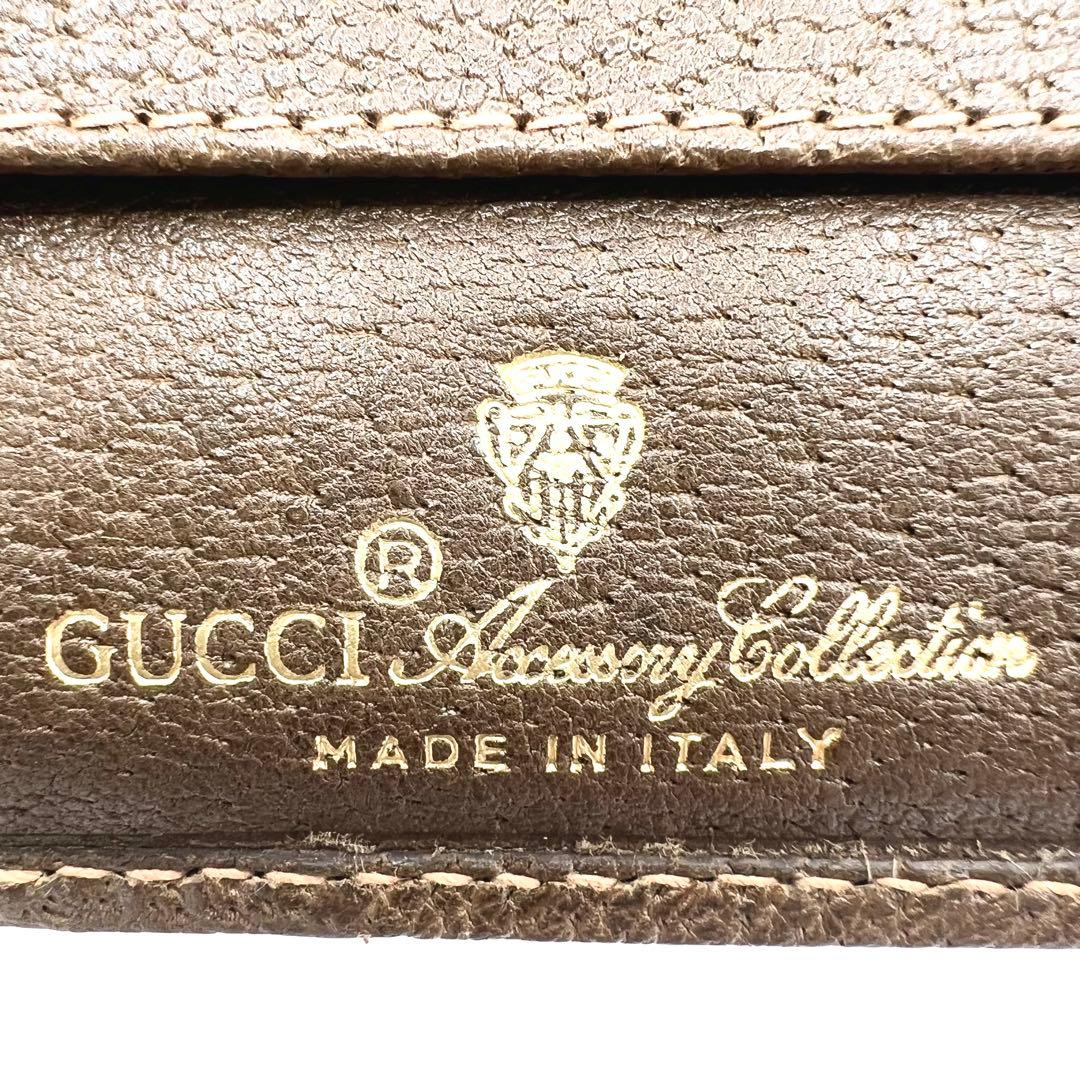 ®
GUCCI Accessory Collection
MADE IN ITALY